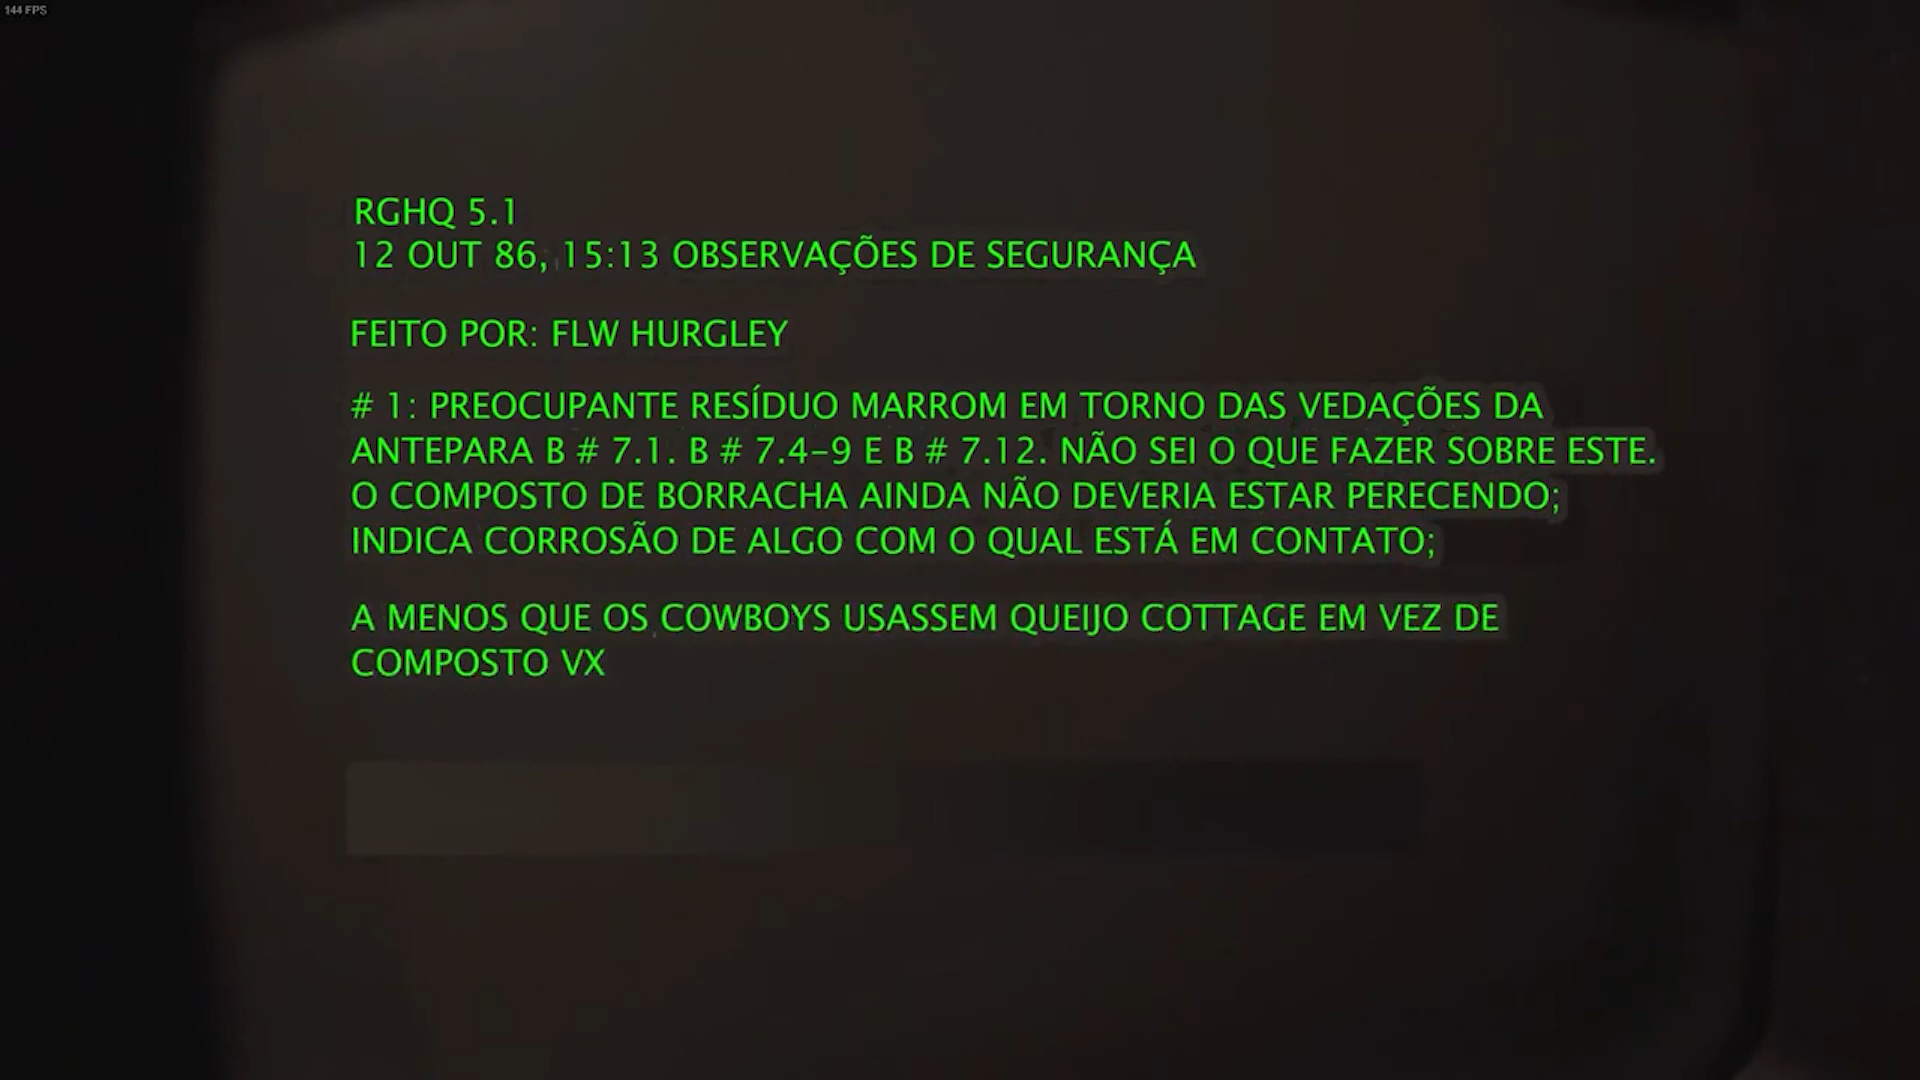 144 FPS
RGHQ 5.1
12 OUT 86, 15:13 OBSERVAÇÕES DE SEGURANÇA
FEITO POR: FLW HURGLEY
# 1: PREOCUPANTE RESÍDUO MARROM EM TORNO DAS VEDAÇÕES DA
ANTEPARA B # 7.1. B # 7.4-9 E B # 7.12. NÃO SEI O QUE FAZER SOBRE ESTE.
O COMPOSTO DE BORRACHA AINDA NÃO DEVERIA ESTAR PERECENDO;
INDICA CORROSÃO DE ALGO COM O QUAL ESTÁ EM CONTATO;
A MENOS QUE OS COWBOYS USASSEM QUEIJO COTTAGE EM VEZ DE
COMPOSTO VX